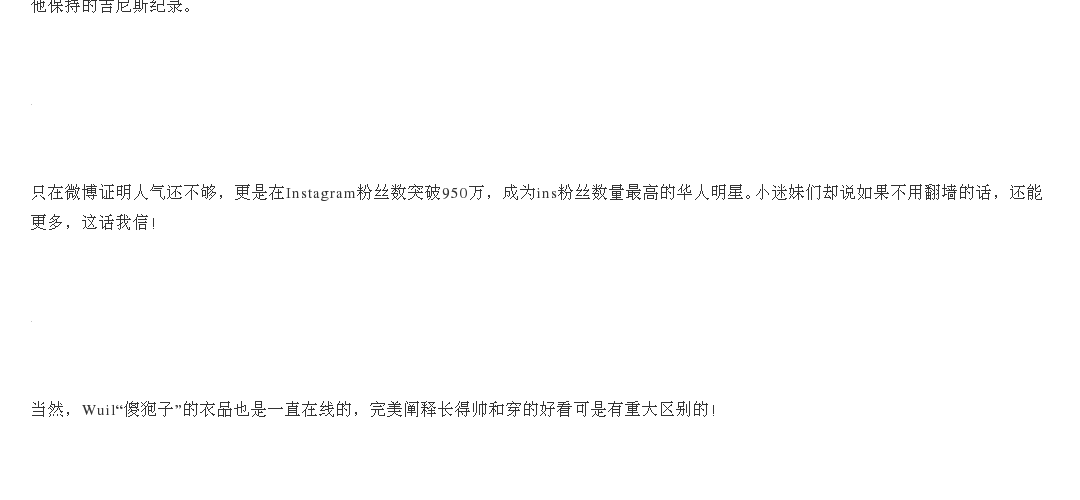 他保持的吉尼斯纪录。
只在微博证明人气还不够，更是在Instagram粉丝数突破950万，成为ins粉丝数量最高的华人明星。小迷妹们却说如果不用翻墙的话，还能
更多，这话我信！
当然，Wuil“傻狍子”的衣品也是一直在线的，完美阐释长得帅和穿的好看可是有重大区别的！